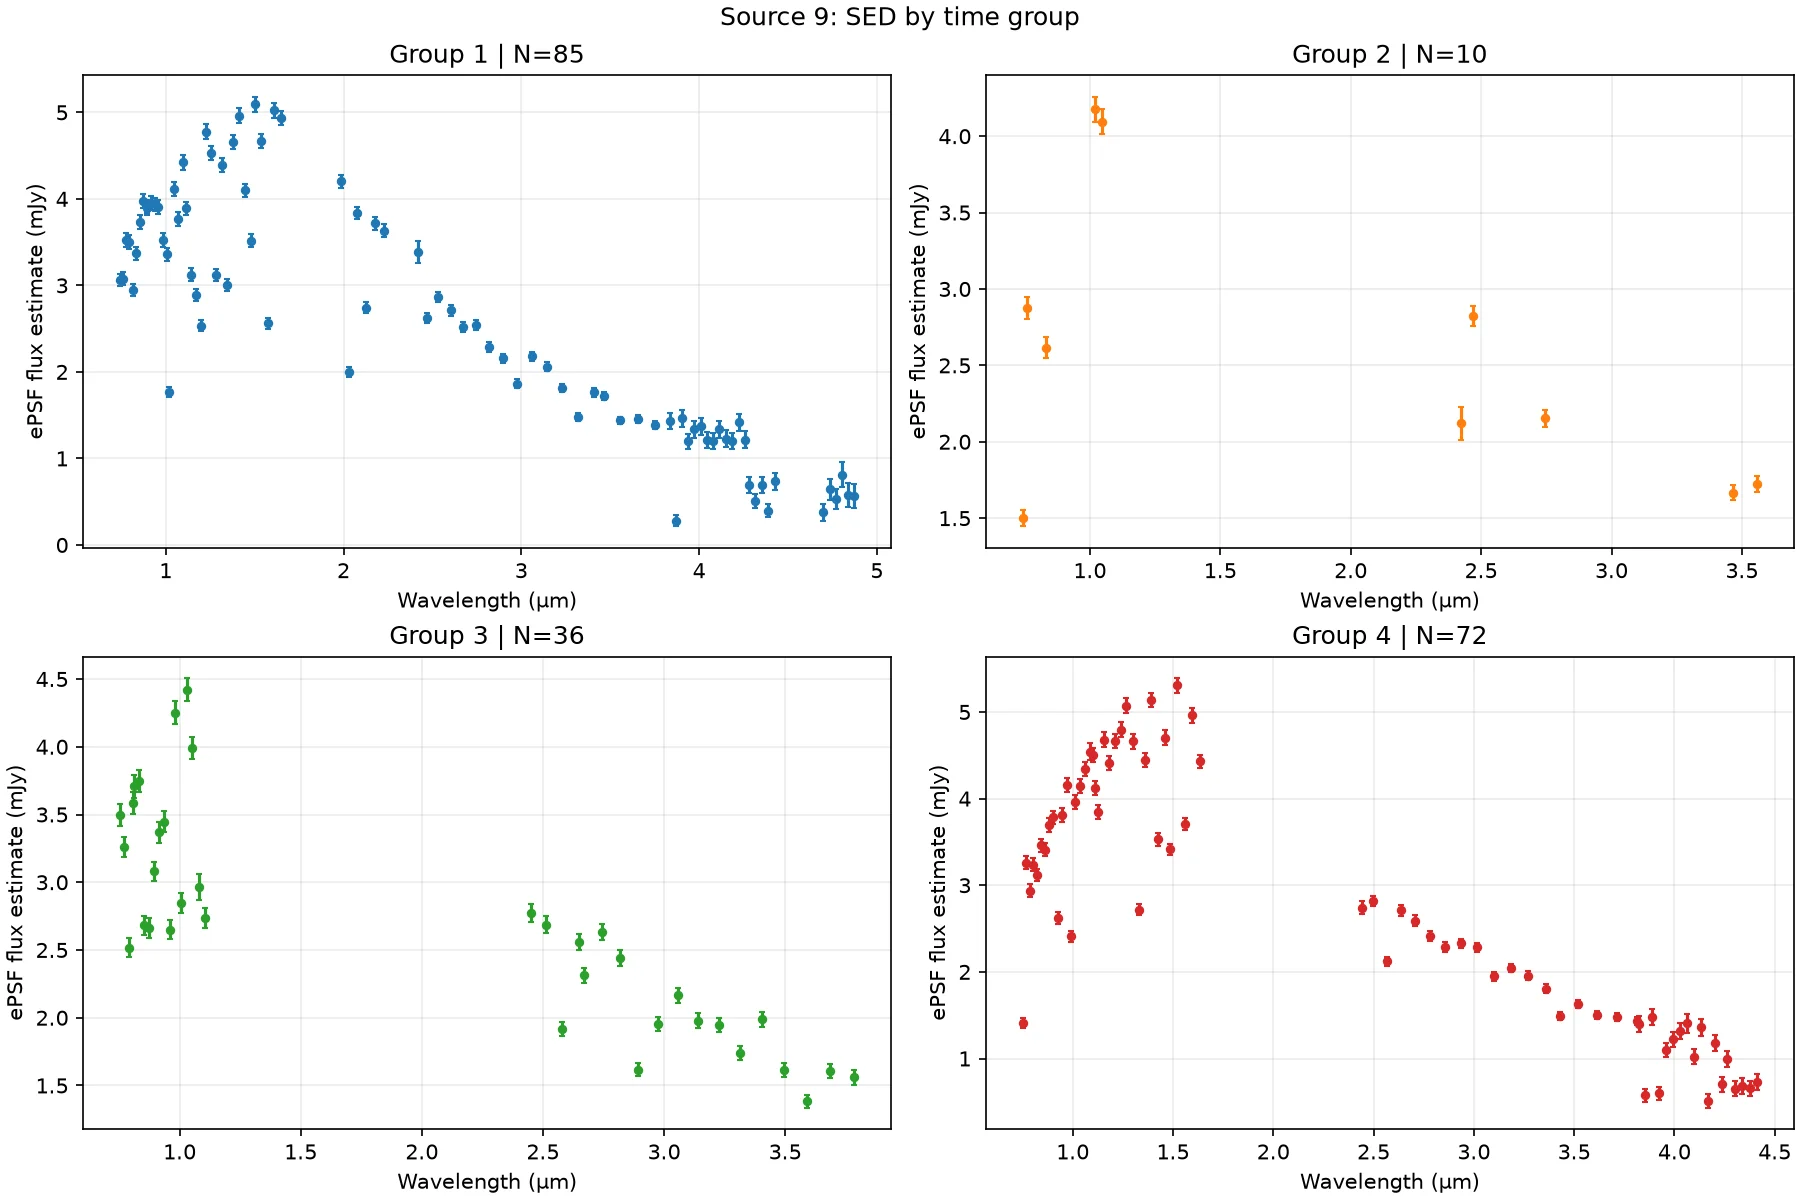 Source 9: SED by time group
Group 1 | N=85
5
4
3
2
1
0
ePSF flux estimate (mJy)
1 2 3 4 5
Wavelength (μm)
Group 2 | N=10
4.0
3.5
3.0
2.5
2.0
1.5
ePSF flux estimate (mJy)
1.0 1.5 2.0 2.5 3.0 3.5
Wavelength (μm)
Group 3 | N=36
4.5
4.0
3.5
3.0
2.5
2.0
1.5
ePSF flux estimate (mJy)
1.0 1.5 2.0 2.5 3.0 3.5
Wavelength (μm)
Group 4 | N=72
5
4
3
2
1
ePSF flux estimate (mJy)
1.0 1.5 2.0 2.5 3.0 3.5 4.0 4.5
Wavelength (μm)